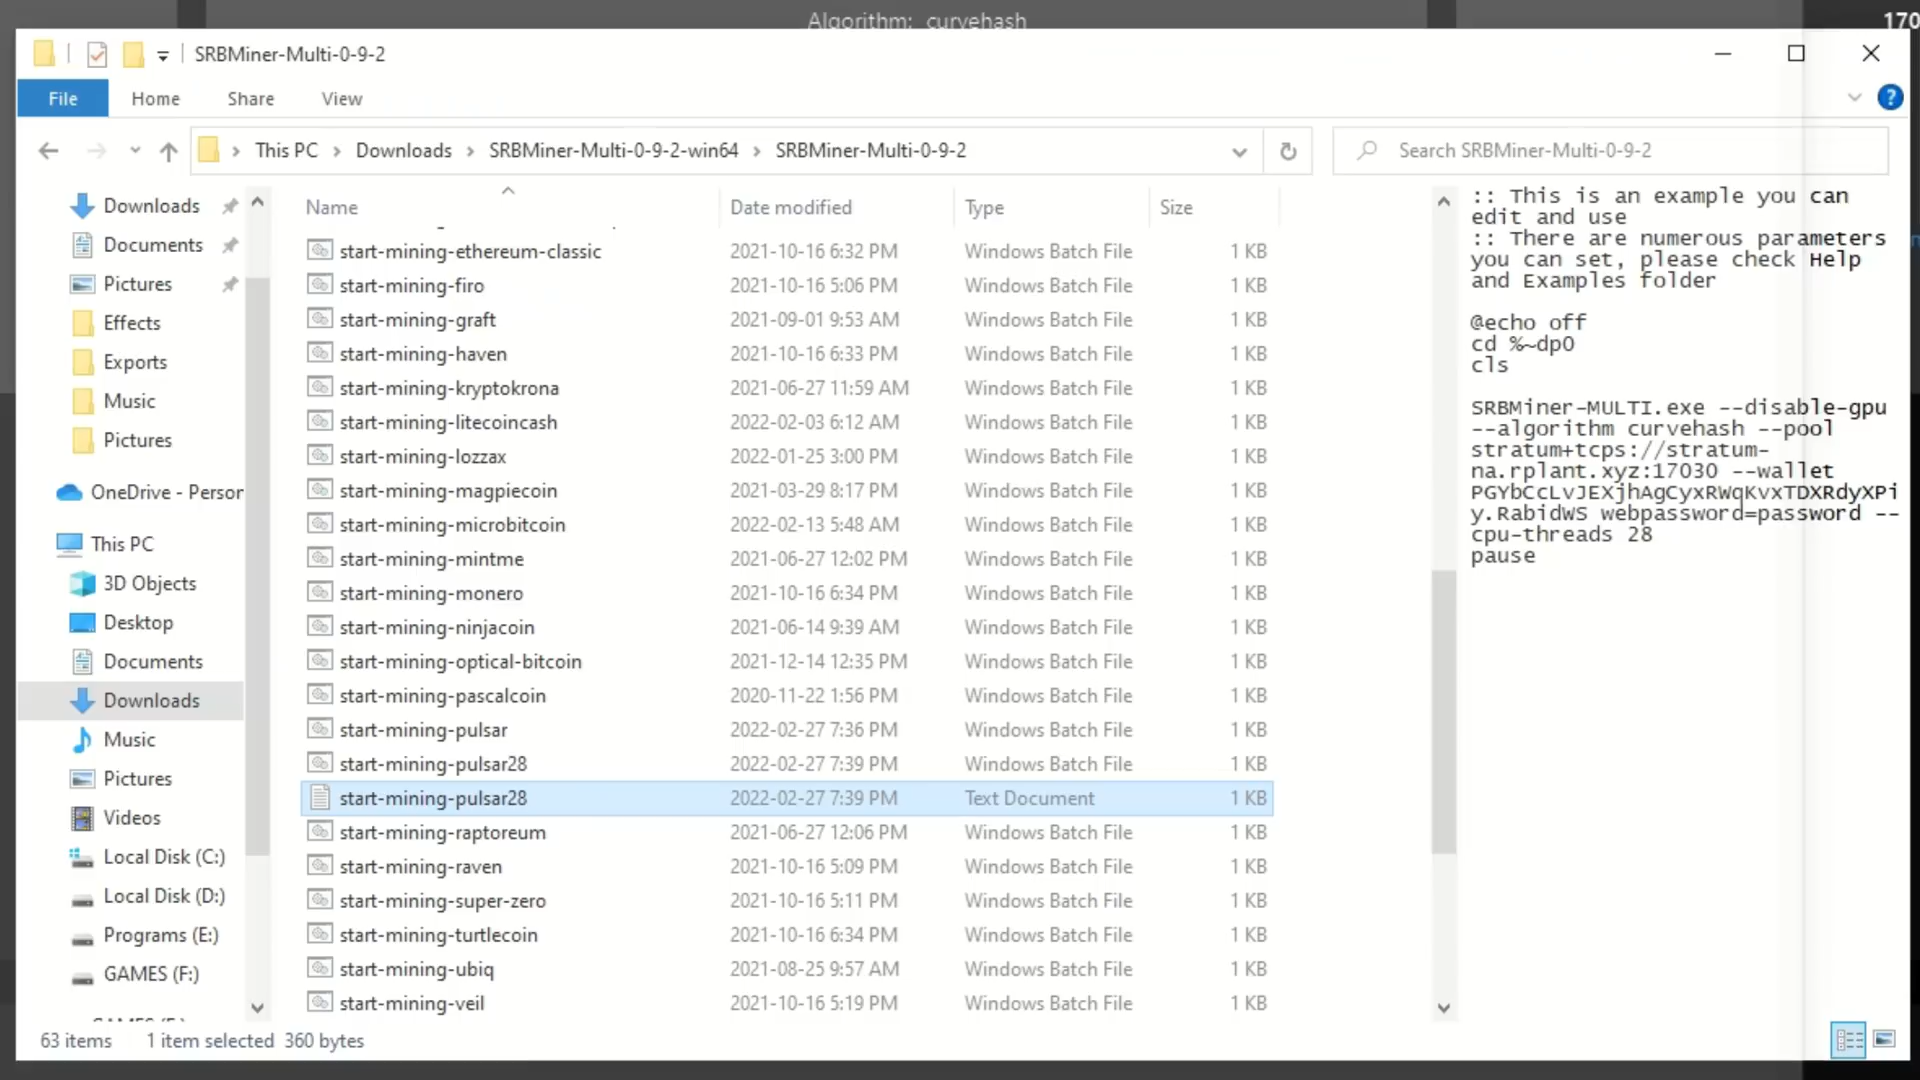 Algorithm: curvehash
170
SRBMiner-Multi-0-9-2
File Home Share View
This PC Downloads SRBMiner-Multi-0-9-2-win64 SRBMiner-Multi-0-9-2
Search SRBMiner-Multi-0-9-2
Downloads
Documents
Pictures
Effects
Exports
Music
Pictures
OneDrive - Person
This PC
3D Objects
Desktop
Documents
Downloads
Music
Pictures
Videos
Local Disk (C:)
Local Disk (D:)
Programs (E:)
GAMES (F:)
Name Date modified Type Size
start-mining-ethereum-classic 2021-10-16 6:32 PM Windows Batch File 1 KB
start-mining-firo 2021-10-16 5:06 PM Windows Batch File 1 KB
start-mining-graft 2021-09-01 9:53 AM Windows Batch File 1 KB
start-mining-haven 2021-10-16 6:33 PM Windows Batch File 1 KB
start-mining-kryptokrona 2021-06-27 11:59 AM Windows Batch File 1 KB
start-mining-litecoincash 2022-02-03 6:12 AM Windows Batch File 1 KB
start-mining-lozzax 2022-01-25 3:00 PM Windows Batch File 1 KB
start-mining-magpiecoin 2021-03-29 8:17 PM Windows Batch File 1 KB
start-mining-microbitcoin 2022-02-13 5:48 AM Windows Batch File 1 KB
start-mining-mintme 2021-06-27 12:02 PM Windows Batch File 1 KB
start-mining-monero 2021-10-16 6:34 PM Windows Batch File 1 KB
start-mining-ninjacoin 2021-06-14 9:39 AM Windows Batch File 1 KB
start-mining-optical-bitcoin 2021-12-14 12:35 PM Windows Batch File 1 KB
start-mining-pascalcoin 2020-11-22 1:56 PM Windows Batch File 1 KB
start-mining-pulsar 2022-02-27 7:36 PM Windows Batch File 1 KB
start-mining-pulsar28 2022-02-27 7:39 PM Windows Batch File 1 KB
start-mining-pulsar28 2022-02-27 7:39 PM Text Document 1 KB
start-mining-raptoreum 2021-06-27 12:06 PM Windows Batch File 1 KB
start-mining-raven 2021-10-16 5:09 PM Windows Batch File 1 KB
start-mining-super-zero 2021-10-16 5:11 PM Windows Batch File 1 KB
start-mining-turtlecoin 2021-10-16 6:34 PM Windows Batch File 1 KB
start-mining-ubiq 2021-08-25 9:57 AM Windows Batch File 1 KB
start-mining-veil 2021-10-16 5:19 PM Windows Batch File 1 KB
:: This is an example you can
edit and use
:: There are numerous parameters
you can set, please check Help
and Examples folder
@echo off
cd %~dp0
cls
SRBMiner-MULTI.exe --disable-gpu
--algorithm curvehash --pool
stratum+tcps://stratum-
na.rplant.xyz:17030 --wallet
PGYbCcLvJEXjhAgCyxRWqKvxTDXRdyXPi
y.RabidWS webpassword=password --
cpu-threads 28
pause
63 items 1 item selected 360 bytes